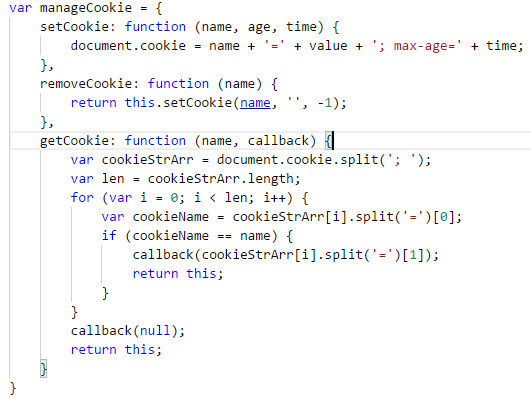 var manageCookie = {
    setCookie: function (name, age, time) {
        document.cookie = name + '=' + value + '; max-age=' + time;
    },
    removeCookie: function (name) {
        return this.setCookie(name, '', -1);
    },
    getCookie: function (name, callback) {
        var cookieStrArr = document.cookie.split('; ');
        var len = cookieStrArr.length;
        for (var i = 0; i < len; i++) {
            var cookieName = cookieStrArr[i].split('=')[0];
            if (cookieName == name) {
                callback(cookieStrArr[i].split('=')[1]);
                return this;
            }
        }
        callback(null);
        return this;
    }
}